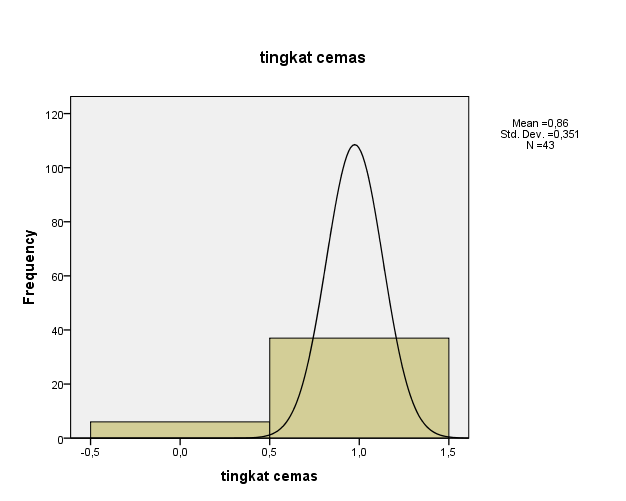 tingkat cemas
Mean =0,86
Std. Dev. =0,351
N =43
Frequency
120
100
80
60
40
20
0
-0,5
0,0
0,5
1,0
1,5
tingkat cemas